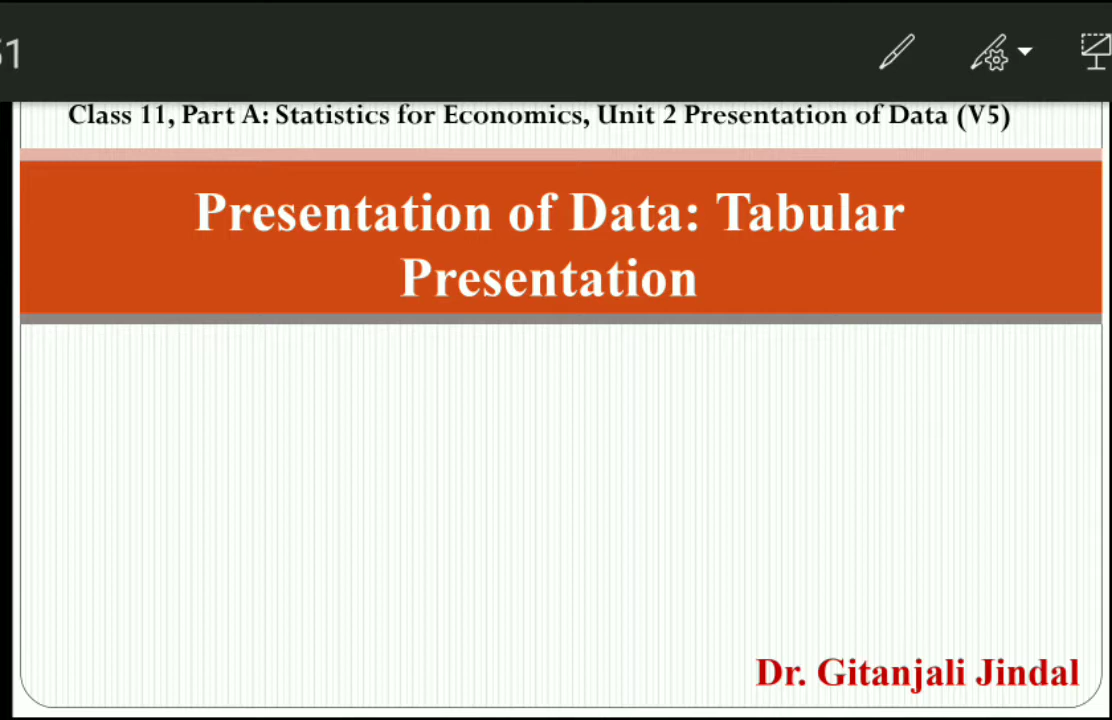 51
Class 11, Part A: Statistics for Economics, Unit 2 Presentation of Data (V5)
Presentation of Data: Tabular
Presentation
Dr. Gitanjali Jindal